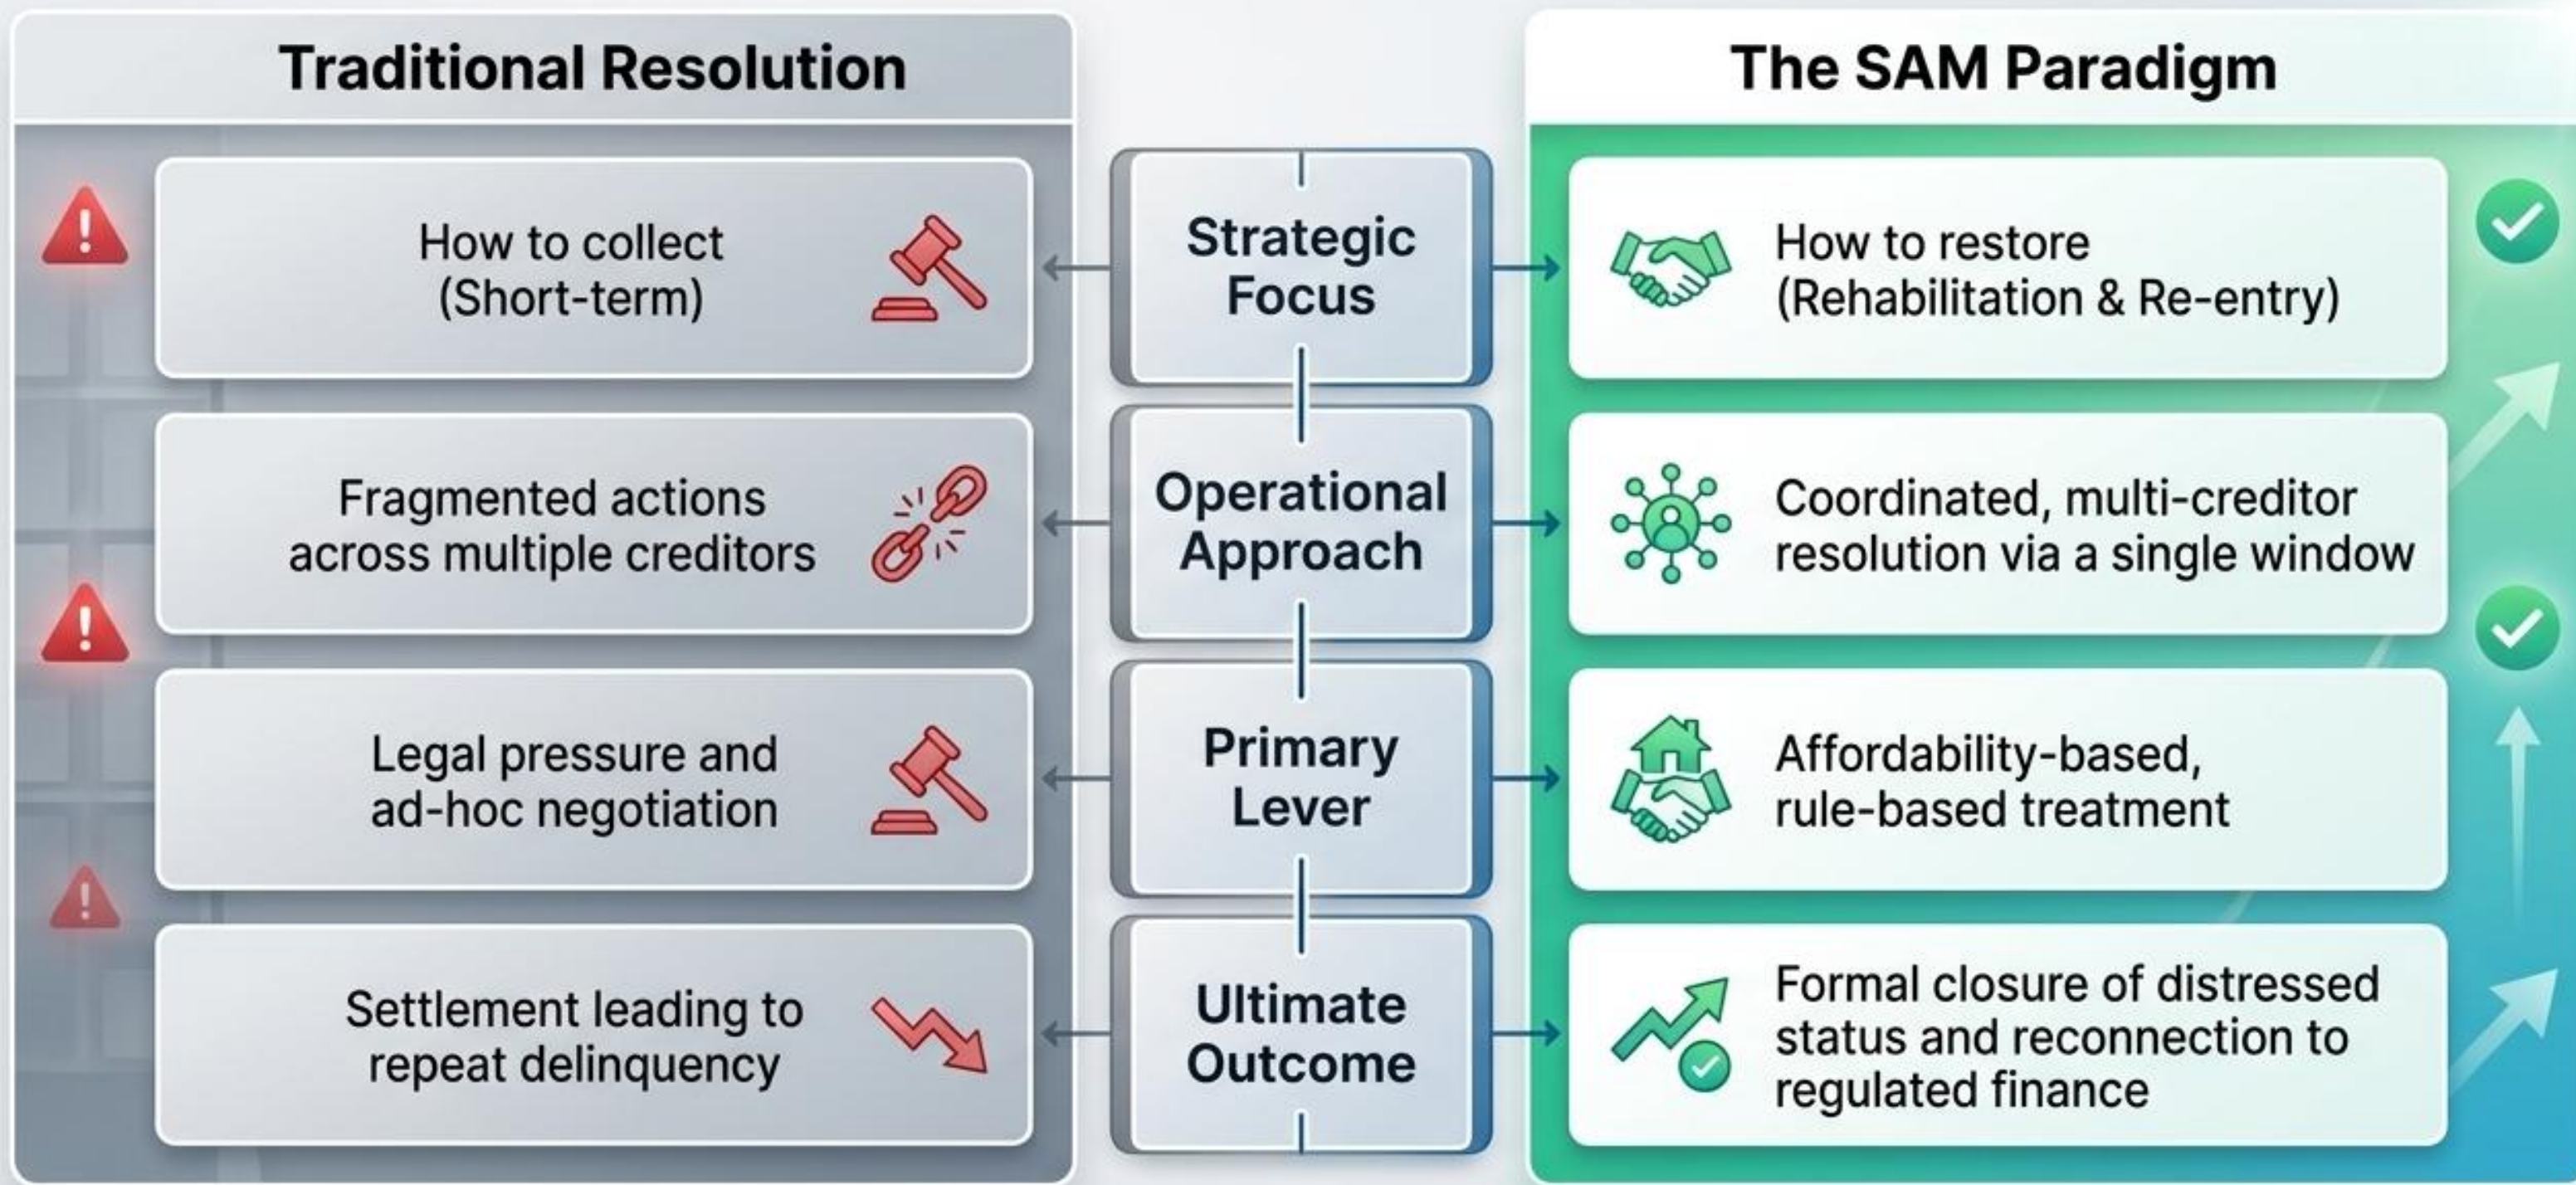 Traditional Resolution
The SAM Paradigm
How to collect
(Short-term)
Strategic
Focus
How to restore
(Rehabilitation & Re-entry)
Fragmented actions
across multiple creditors
Operational
Approach
Coordinated, multi-creditor
resolution via a single window
Legal pressure and
ad-hoc negotiation
Primary
Lever
Affordability-based,
rule-based treatment
Settlement leading to
repeat delinquency
Ultimate
Outcome
Formal closure of distressed
status and reconnection to
regulated finance